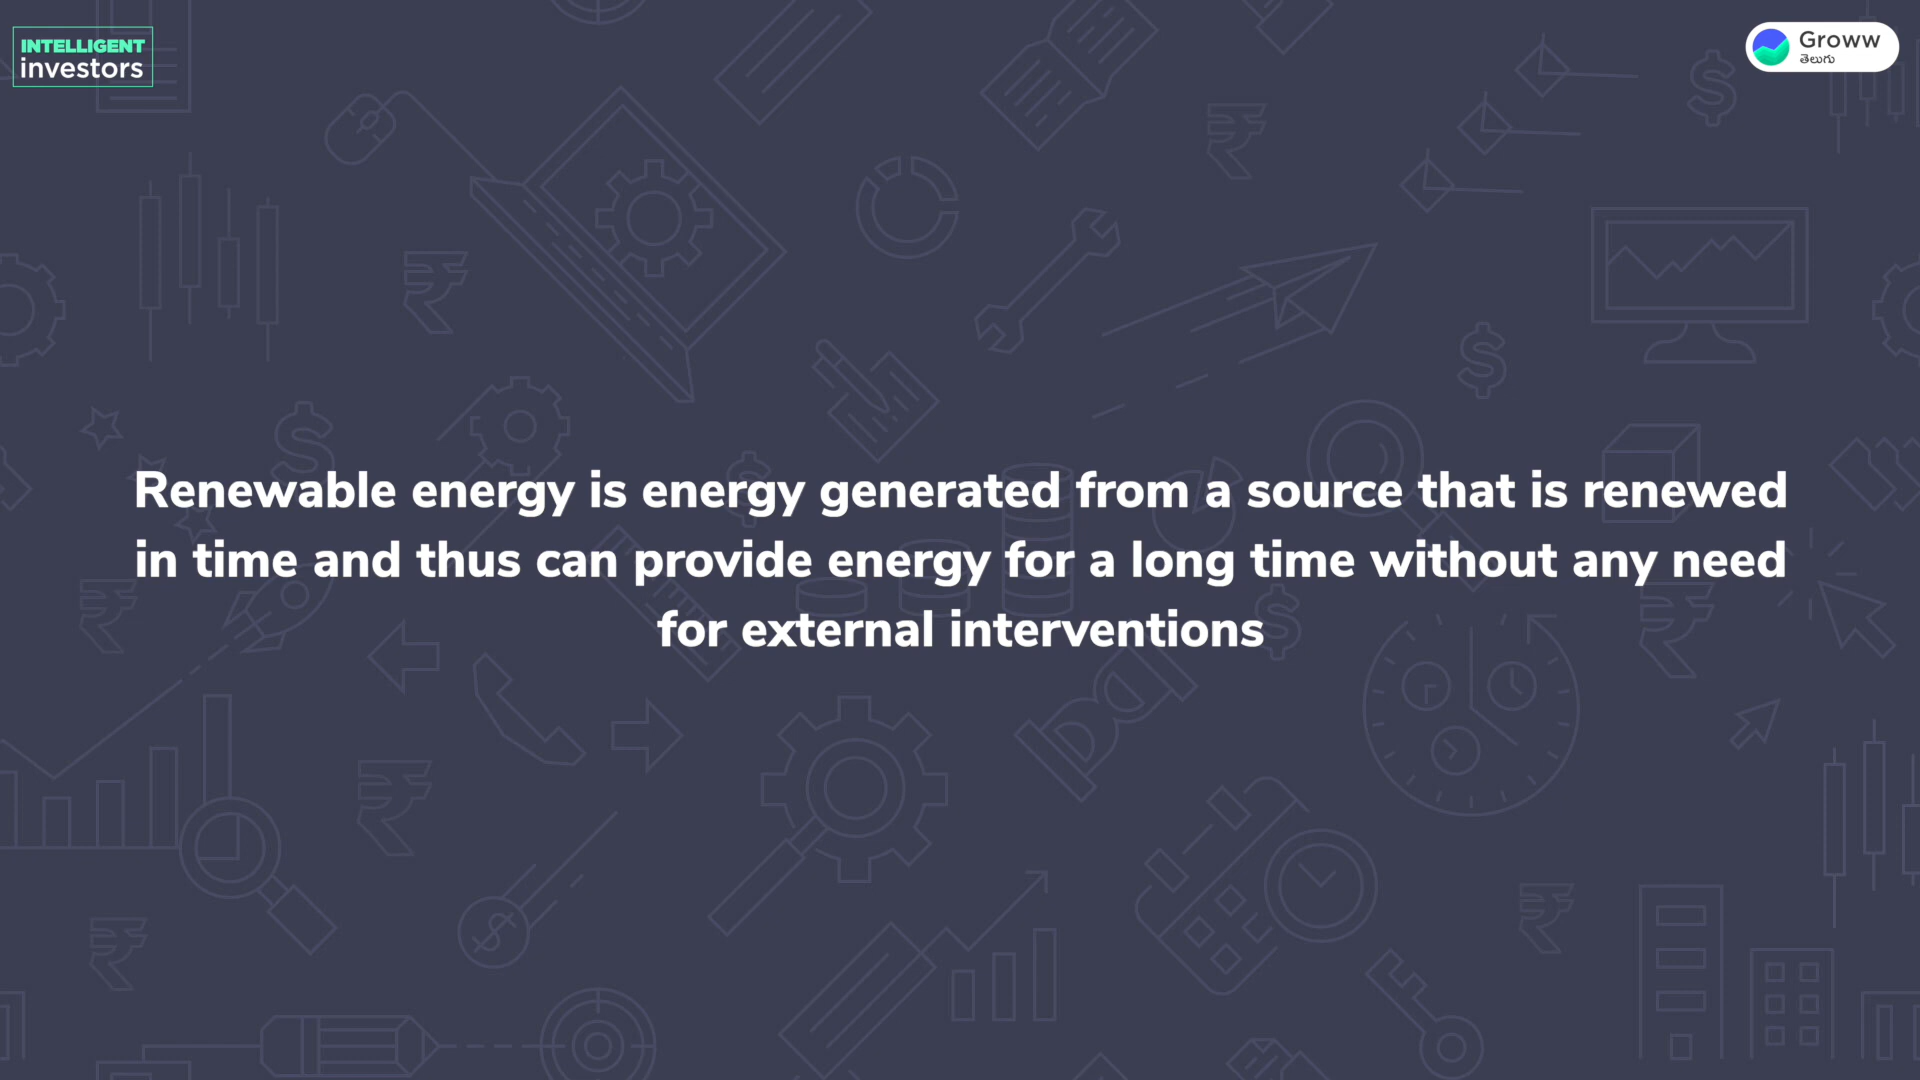 INTELLIGENT
investors
Groww
తెలుగు
Renewable energy is energy generated from a source that is renewed
in time and thus can provide energy for a long time without any need
for external interventions